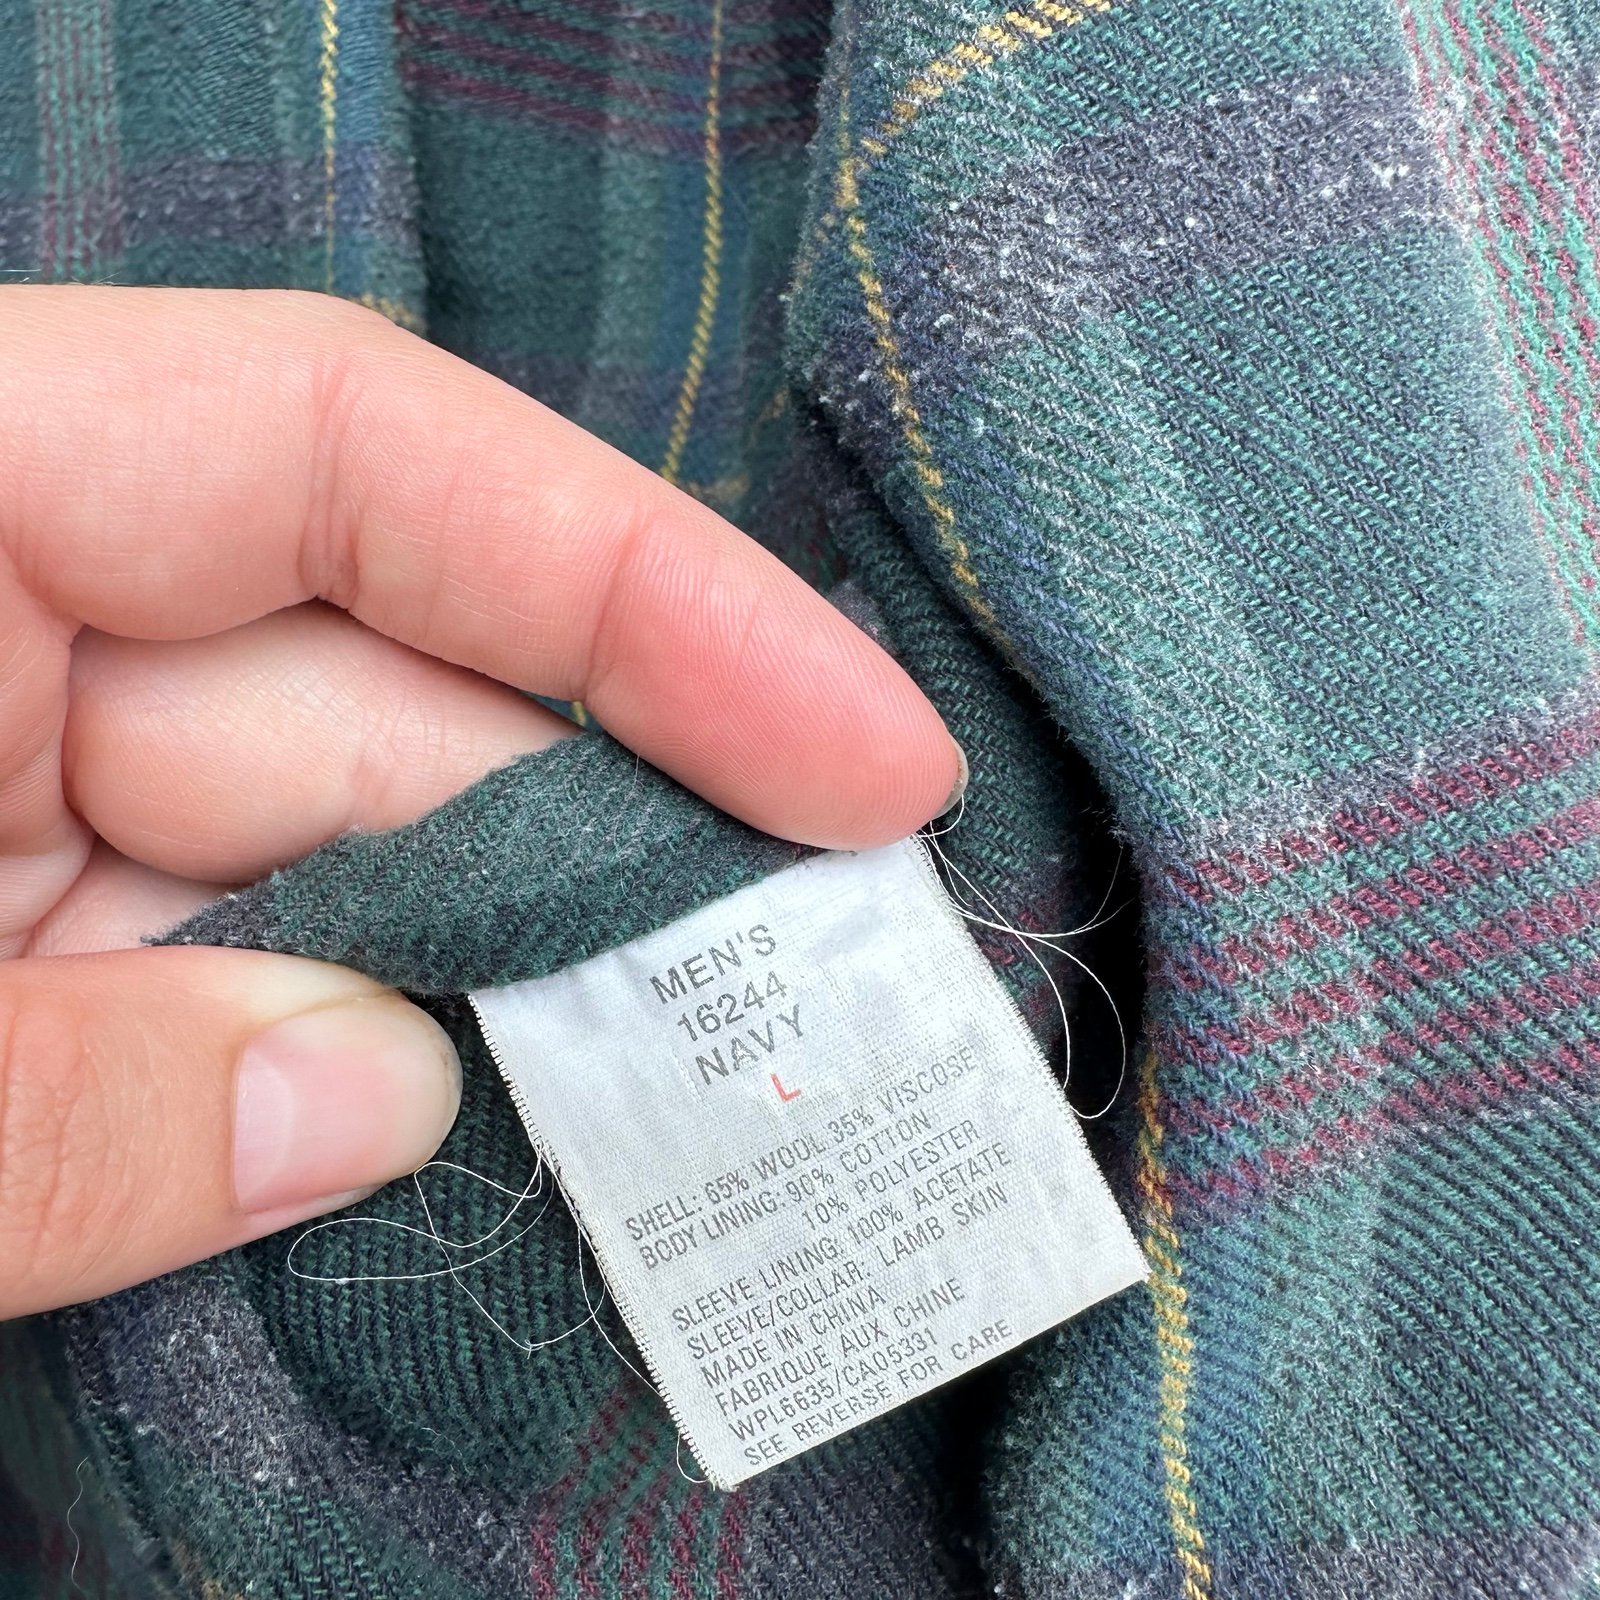 MEN'S
16244
NAVY
L
SHELL: 65% WOOL 35% VISCOSE
BODY LINING: 90% COTTON
10% POLYESTER
SLEEVE LINING: 100% ACETATE
SLEEVE/COLLAR: LAMB SKIN
MADE IN CHINA
FABRIQUE AUX CHINE
WPL6635/CA05331
SEE REVERSE FOR CARE